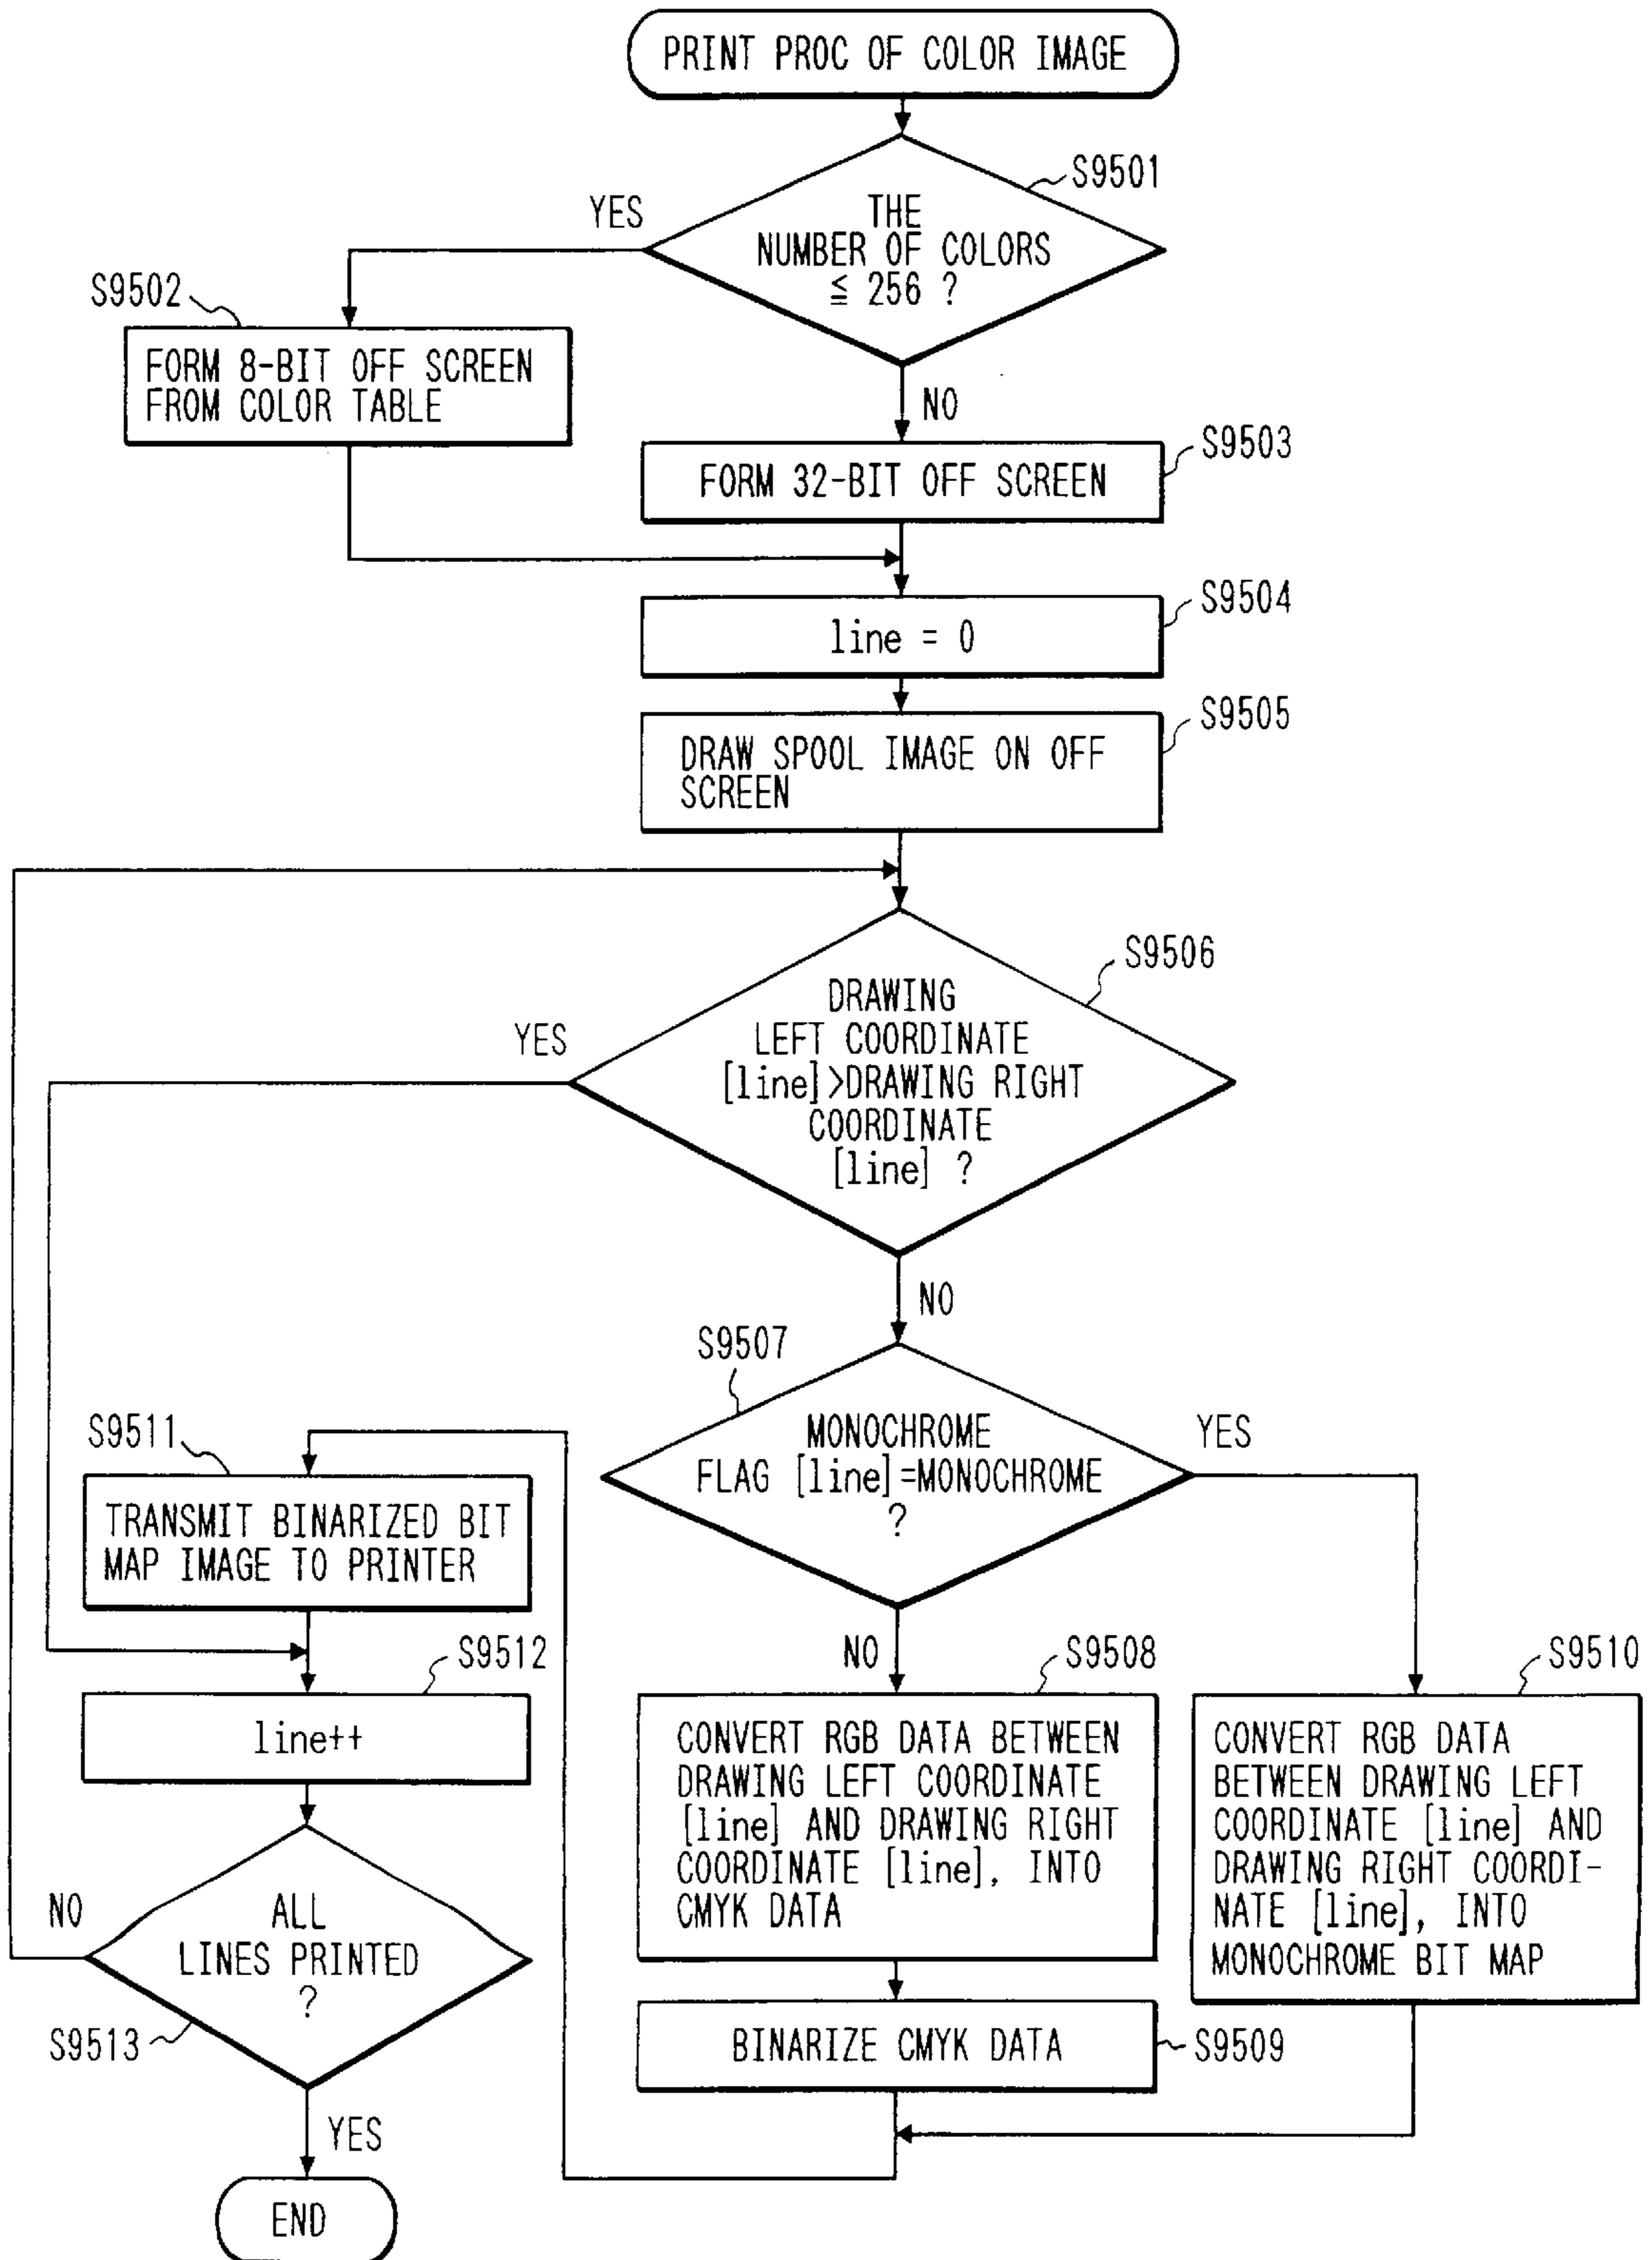 PRINT PROC OF COLOR IMAGE
S9501
YES
THE
NUMBER OF COLORS
≦ 256 ?
S9502
FORM 8-BIT OFF SCREEN
FROM COLOR TABLE
NO
S9503
FORM 32-BIT OFF SCREEN
S9504
line = 0
S9505
DRAW SPOOL IMAGE ON OFF
SCREEN
S9506
YES
DRAWING
LEFT COORDINATE
[line]>DRAWING RIGHT
COORDINATE
[line] ?
NO
S9507
MONOCHROME
FLAG [line]=MONOCHROME
?
YES
S9511
TRANSMIT BINARIZED BIT
MAP IMAGE TO PRINTER
NO
S9508
CONVERT RGB DATA BETWEEN
DRAWING LEFT COORDINATE
[line] AND DRAWING RIGHT
COORDINATE [line], INTO
CMYK DATA
S9510
CONVERT RGB DATA
BETWEEN DRAWING LEFT
COORDINATE [line] AND
DRAWING RIGHT COORDI-
NATE [line], INTO
MONOCHROME BIT MAP
S9512
line++
NO
ALL
LINES PRINTED
?
S9513
BINARIZE CMYK DATA
S9509
YES
END